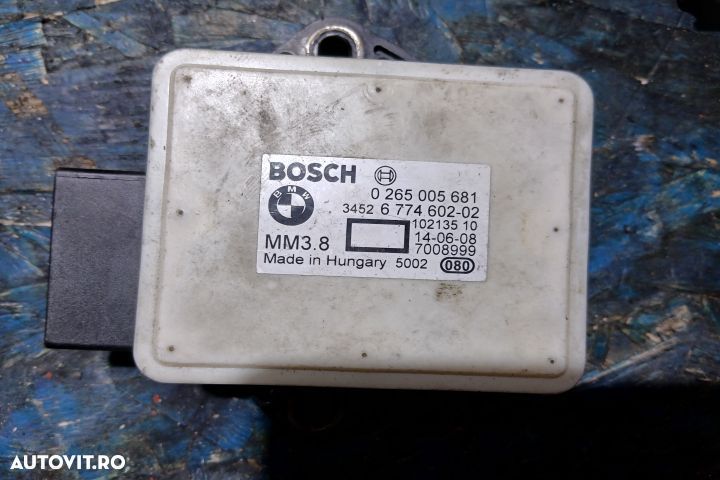 BOSCH
0 265 005 681
BMW
3452 6 774 602-02
102135 10
MM3.8
14-06-08
7008999
Made in Hungary 5002 080
AUTOVIT.RO